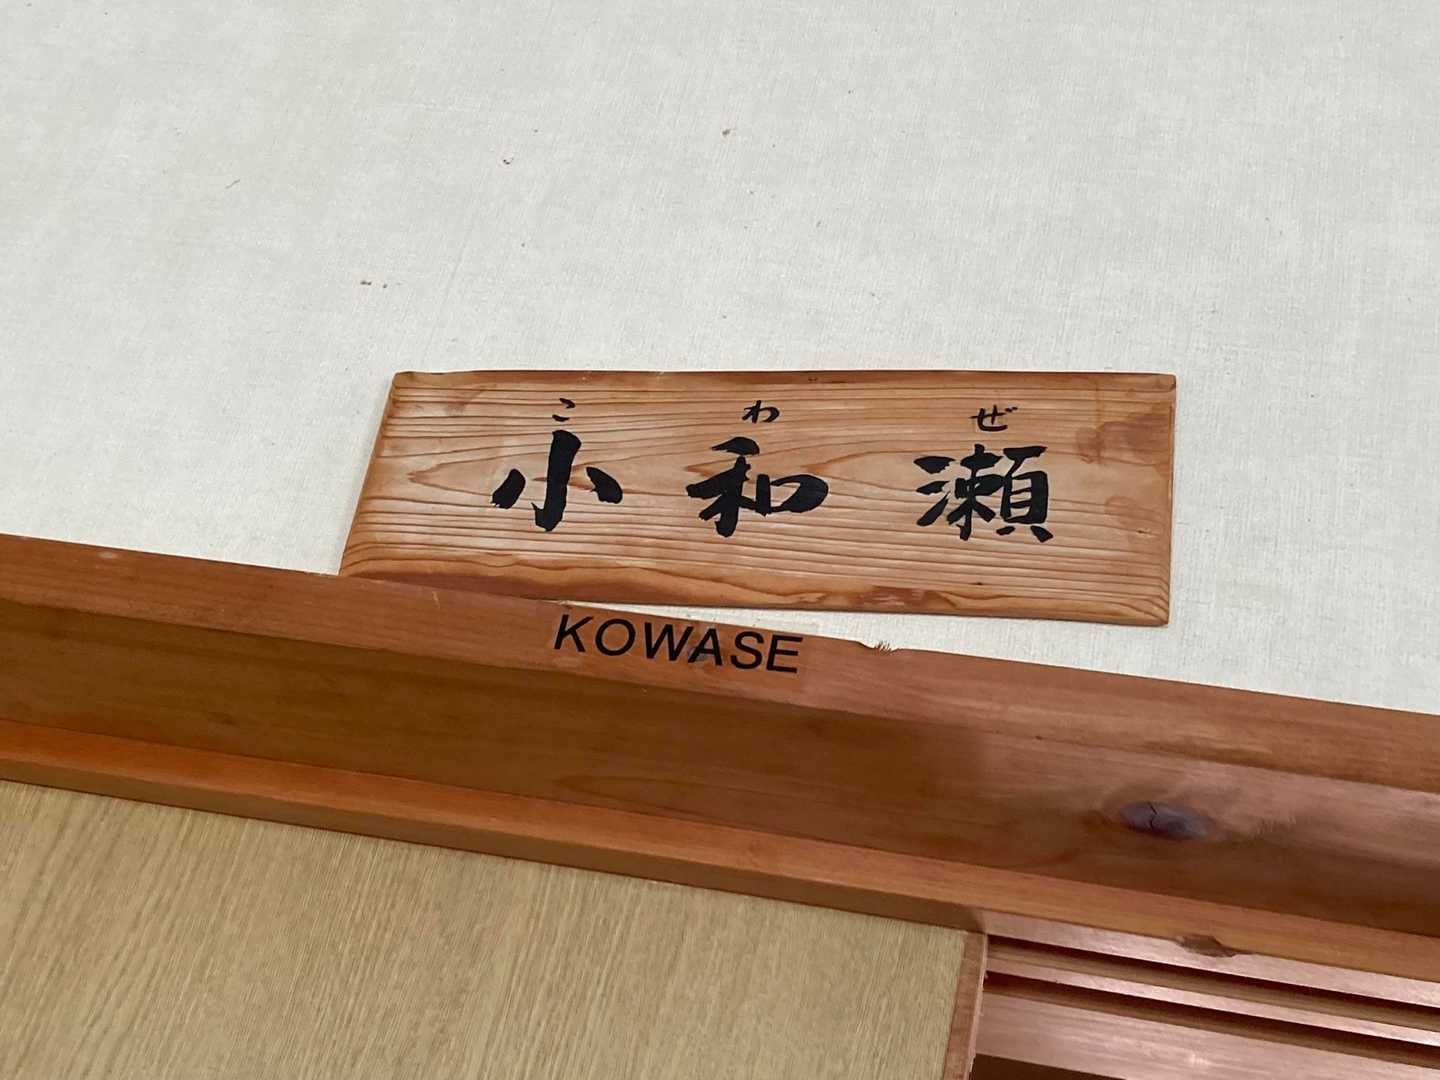 こ わ ぜ
小 和 瀬
KOWASE